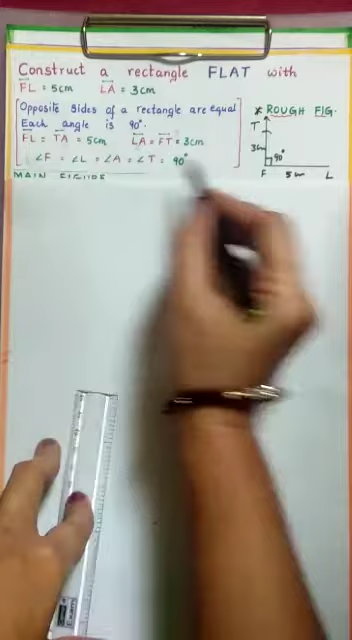 Construct a rectangle FLAT with
FL = 5cm LA = 3cm
Opposite sides of a rectangle are equal
Each angle is 90°.
FL = TA = 5cm LA = FT = 3cm
∠F = ∠L = ∠A = ∠T = 90°
* ROUGH FIG.
T
3cm
90°
F 5cm L
MAIN FIGURE